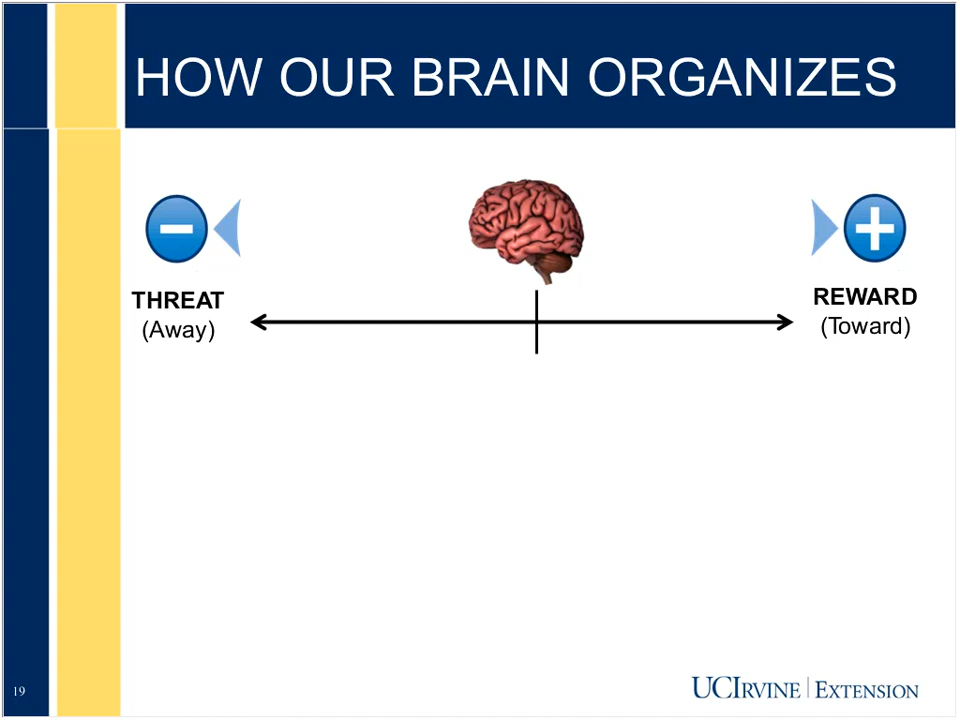 HOW OUR BRAIN ORGANIZES
THREAT
(Away)
REWARD
(Toward)
19
UCIRVINE | EXTENSION